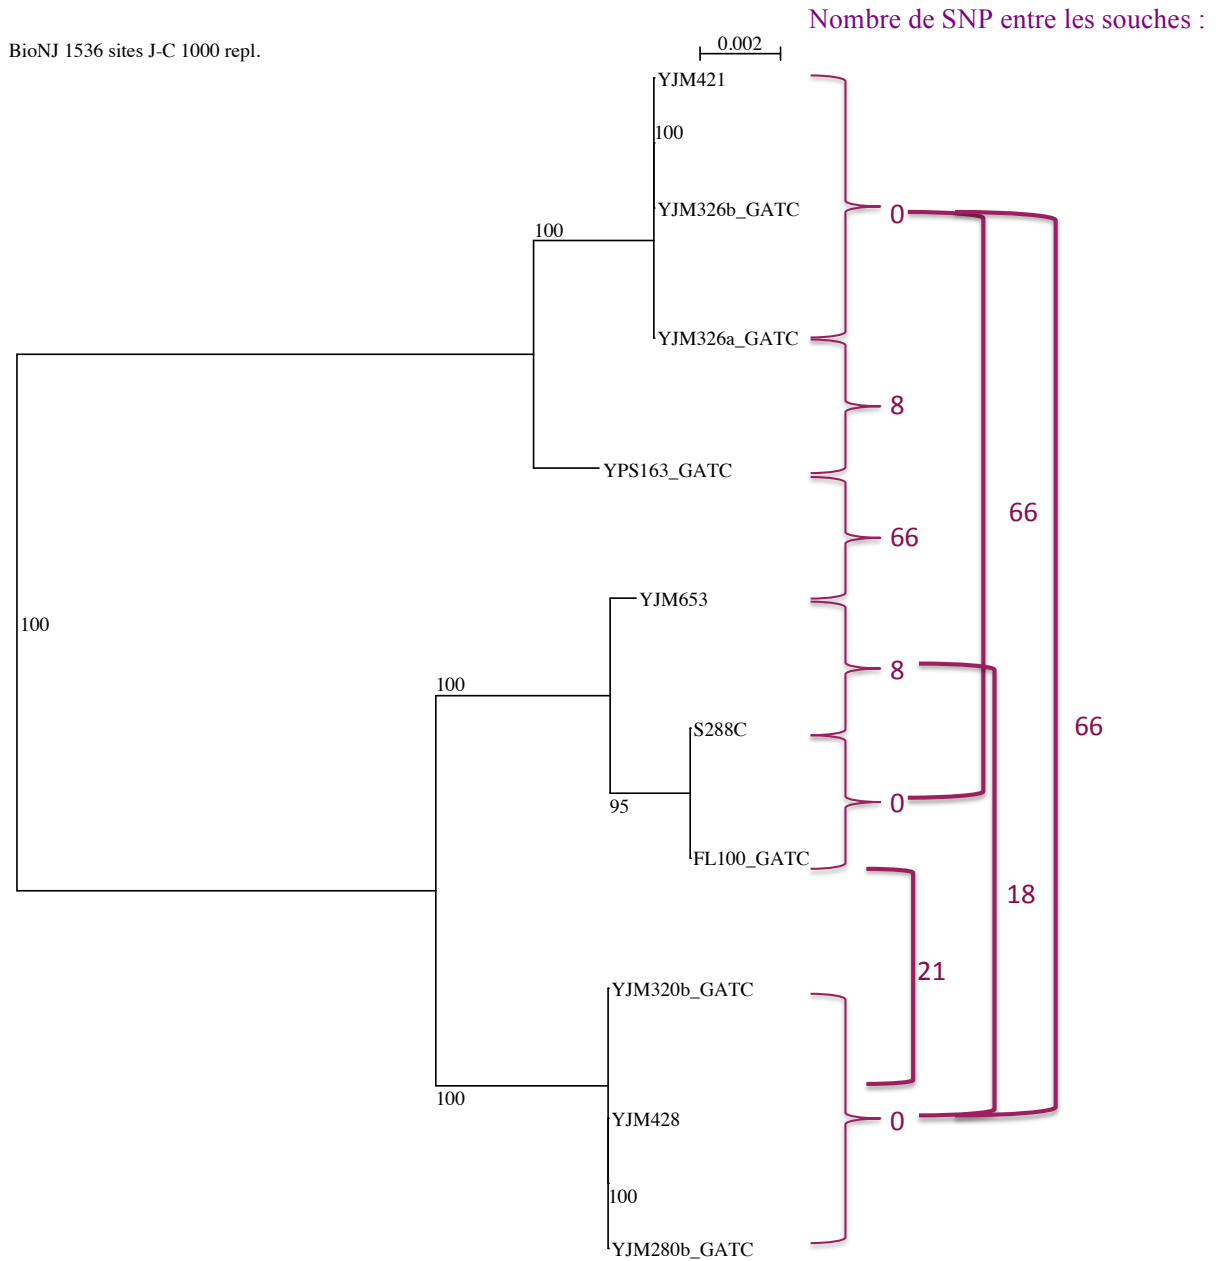 Nombre de SNP entre les souches :
BioNJ 1536 sites J-C 1000 repl.
0.002
YJM421
100
YJM326b_GATC
0
100
YJM326a_GATC
8
YPS163_GATC
66
66
YJM653
100
8
100
S288C
66
95
0
FL100_GATC
18
21
YJM320b_GATC
100
YJM428
0
100
YJM280b_GATC